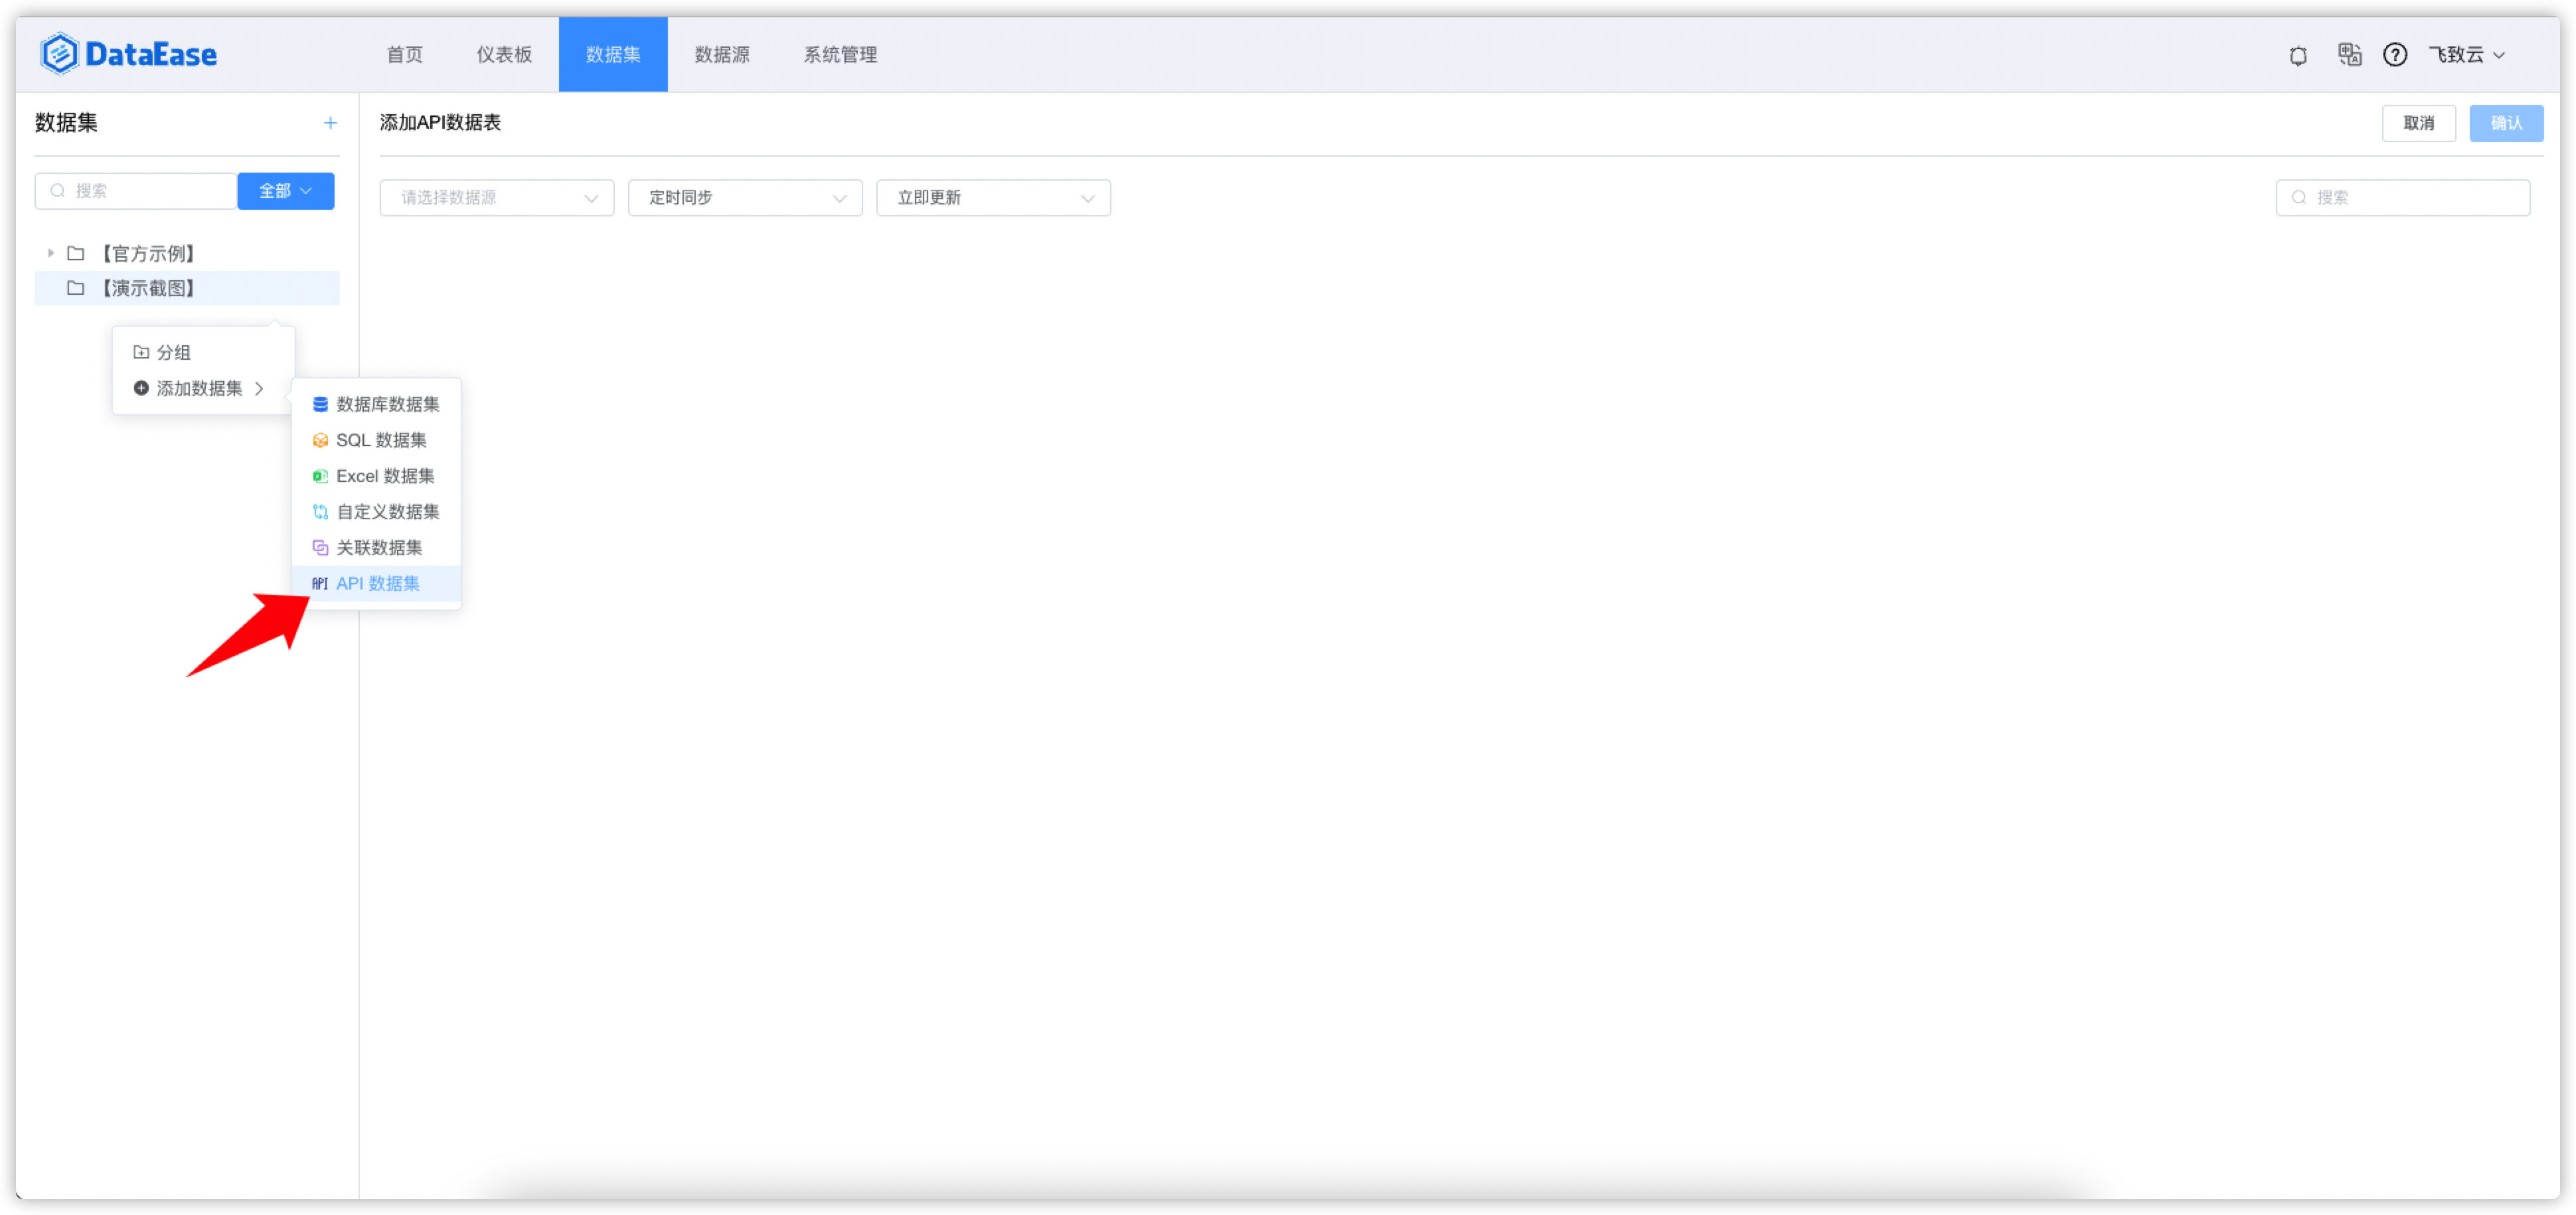 DataEase 首页 仪表板 数据集 数据源 系统管理 飞致云
数据集
添加API数据表 取消 确认
搜索 全部
请选择数据源 定时同步 立即更新 搜索
【官方示例】
【演示截图】
分组
添加数据集
数据库数据集
SQL 数据集
Excel 数据集
自定义数据集
关联数据集
API API 数据集